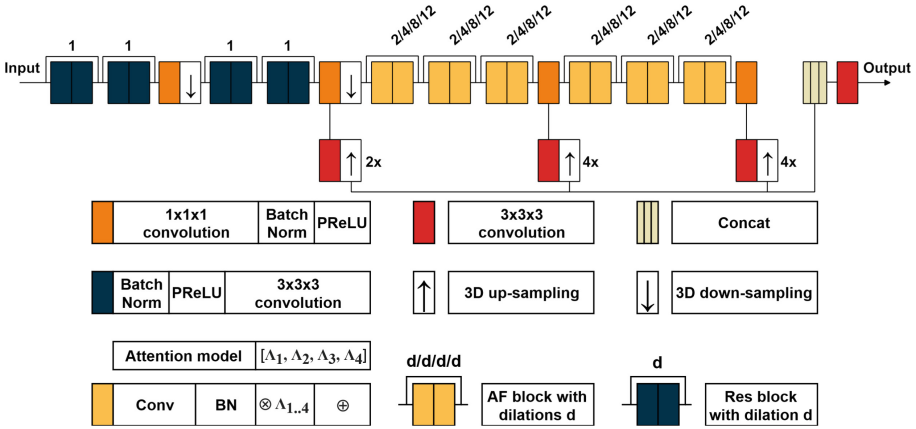 1
1
1
1
2/4/8/12
2/4/8/12
2/4/8/12
2/4/8/12
2/4/8/12
2/4/8/12
Input
Output
2x
4x
4x
1x1x1
convolution
Batch
Norm
PReLU
3x3x3
convolution
Concat
Batch
Norm
PReLU
3x3x3
convolution
3D up-sampling
3D down-sampling
Attention model
[Λ₁, Λ₂, Λ₃, Λ₄]
Conv
BN
⊗ Λ₁..₄
⊕
d/d/d/d
AF block with
dilations d
d
Res block
with dilation d